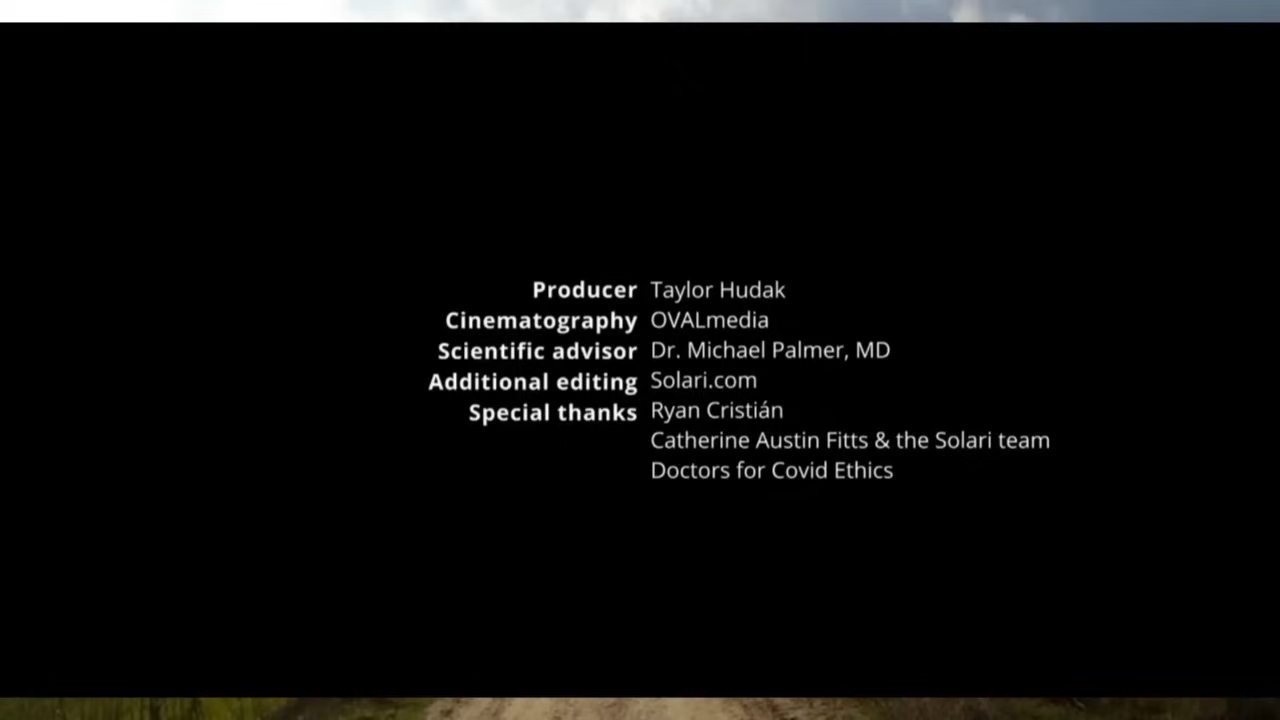 Producer Taylor Hudak
Cinematography OVALmedia
Scientific advisor Dr. Michael Palmer, MD
Additional editing Solari.com
Special thanks Ryan Cristián
Catherine Austin Fitts & the Solari team
Doctors for Covid Ethics